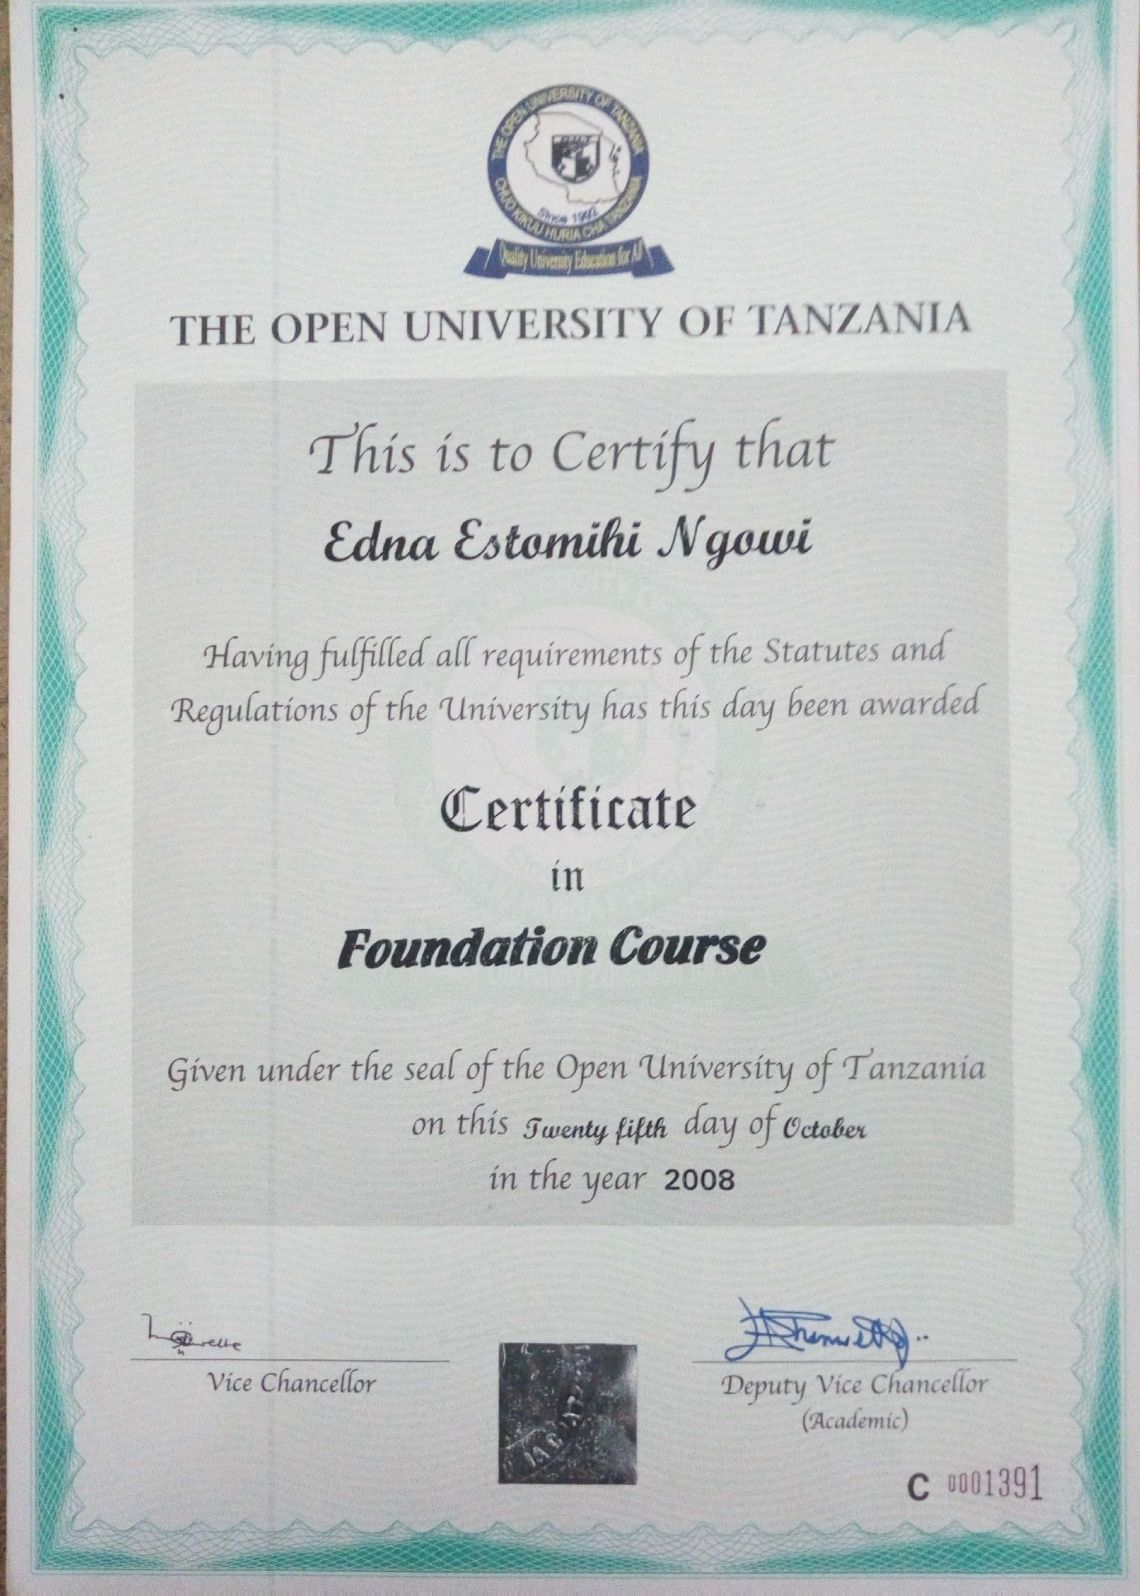 THE OPEN UNIVERSITY OF TANZANIA
CHUO KIKUU HURIA CHA TANZANIA
Since 1992
Quality University Education for All
THE OPEN UNIVERSITY OF TANZANIA
This is to Certify that
Edna Estomihi Ngowi
Having fulfilled all requirements of the Statutes and
Regulations of the University has this day been awarded
Certificate
in
Foundation Course
Given under the seal of the Open University of Tanzania
on this Twenty fifth day of October
in the year 2008
Vice Chancellor
Deputy Vice Chancellor
(Academic)
C 0001391